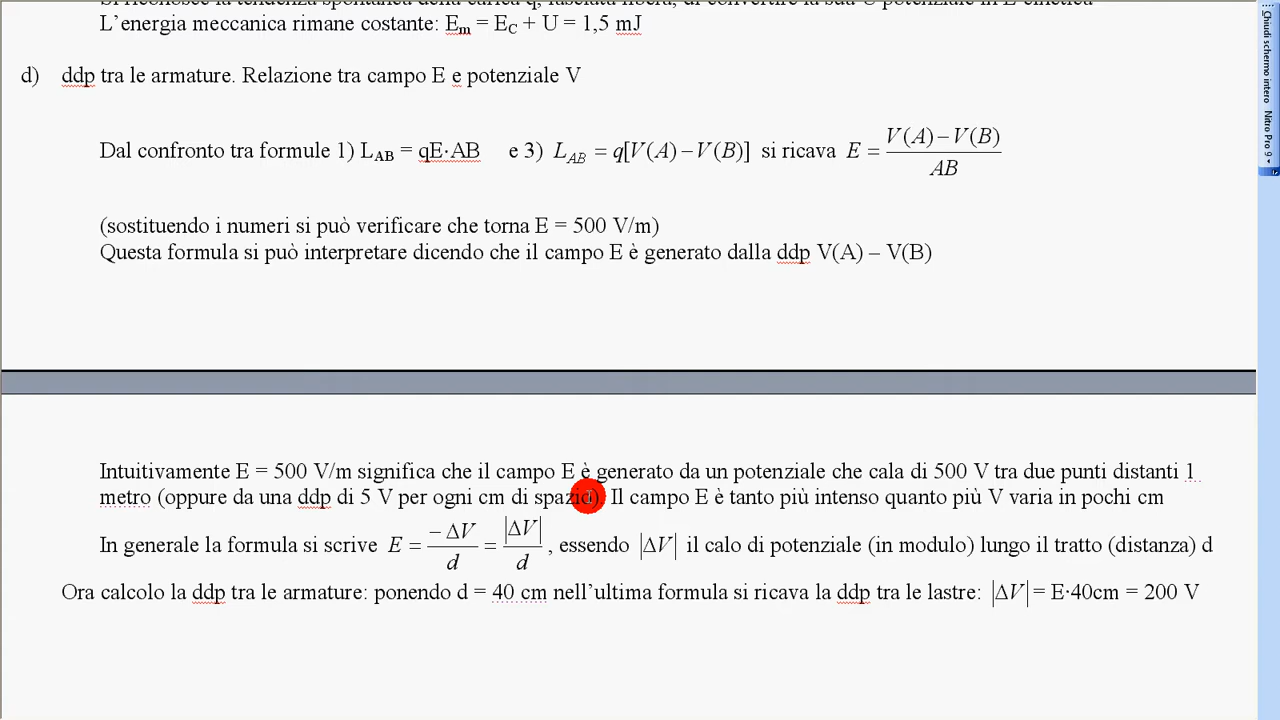 L’energia meccanica rimane costante: Em = EC + U = 1,5 mJ
d) ddp tra le armature. Relazione tra campo E e potenziale V
Dal confronto tra formule 1) LAB = qE·AB e 3) LAB = q[V(A)−V(B)] si ricava E = V(A)−V(B) / AB
(sostituendo i numeri si può verificare che torna E = 500 V/m)
Questa formula si può interpretare dicendo che il campo E è generato dalla ddp V(A) – V(B)
Intuitivamente E = 500 V/m significa che il campo E è generato da un potenziale che cala di 500 V tra due punti distanti 1
metro (oppure da una ddp di 5 V per ogni cm di spazio). Il campo E è tanto più intenso quanto più V varia in pochi cm
In generale la formula si scrive E = −ΔV / d = |ΔV| / d , essendo |ΔV| il calo di potenziale (in modulo) lungo il tratto (distanza) d
Ora calcolo la ddp tra le armature: ponendo d = 40 cm nell’ultima formula si ricava la ddp tra le lastre: |ΔV| = E·40cm = 200 V
Chiudi schermo intero Nitro Pro 9